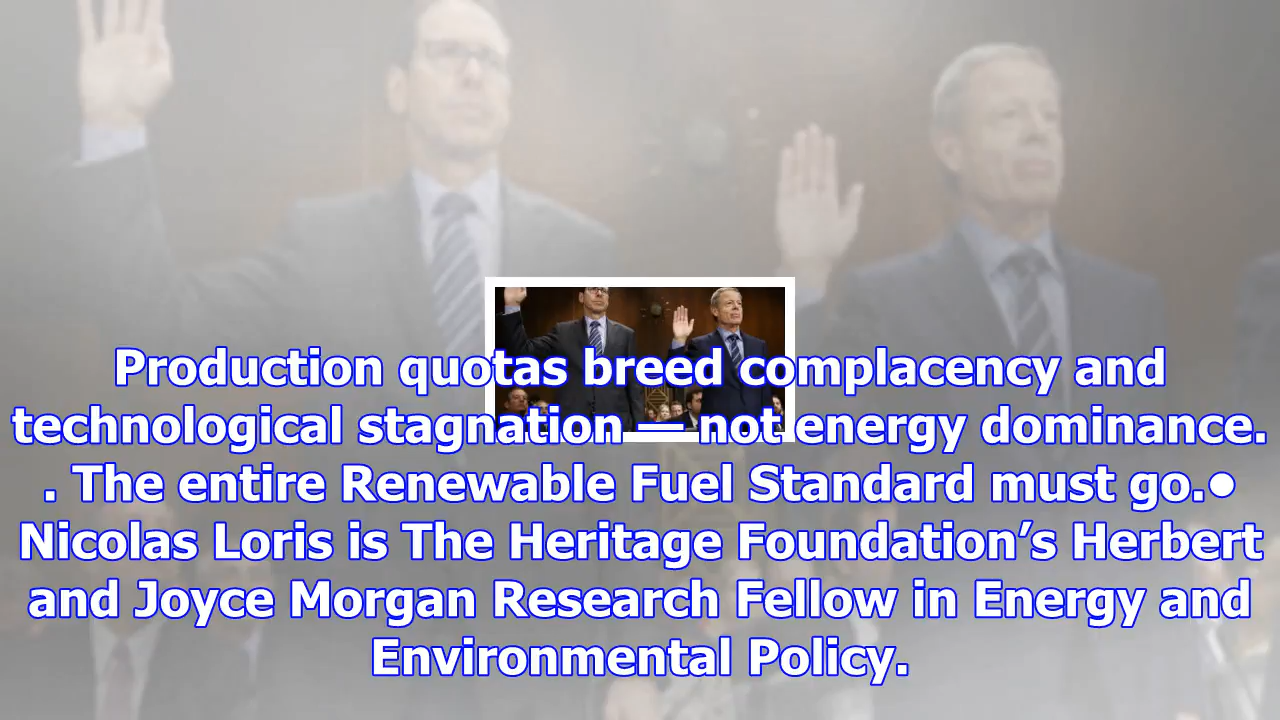 Production quotas breed complacency and
technological stagnation — not energy dominance.
. The entire Renewable Fuel Standard must go.●
Nicolas Loris is The Heritage Foundation’s Herbert
and Joyce Morgan Research Fellow in Energy and
Environmental Policy.